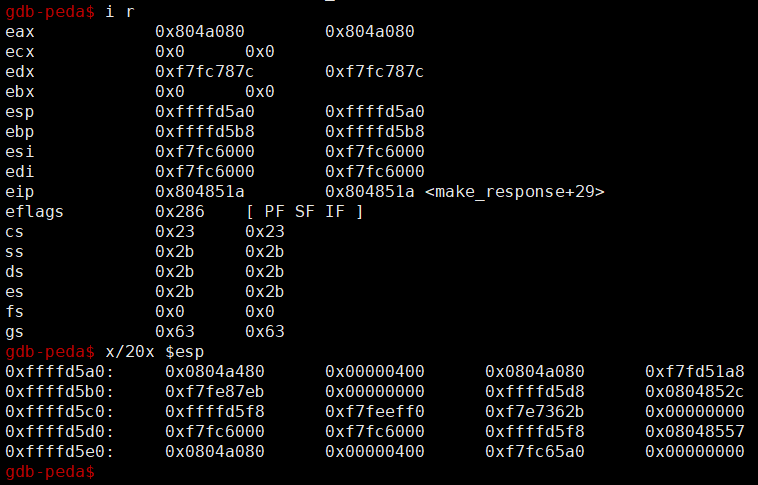 gdb-peda$ i r
eax 0x804a080 0x804a080
ecx 0x0 0x0
edx 0xf7fc787c 0xf7fc787c
ebx 0x0 0x0
esp 0xffffd5a0 0xffffd5a0
ebp 0xffffd5b8 0xffffd5b8
esi 0xf7fc6000 0xf7fc6000
edi 0xf7fc6000 0xf7fc6000
eip 0x804851a 0x804851a <make_response+29>
eflags 0x286 [ PF SF IF ]
cs 0x23 0x23
ss 0x2b 0x2b
ds 0x2b 0x2b
es 0x2b 0x2b
fs 0x0 0x0
gs 0x63 0x63
gdb-peda$ x/20x $esp
0xffffd5a0: 0x0804a480 0x00000400 0x0804a080 0xf7fd51a8
0xffffd5b0: 0xf7fe87eb 0x00000000 0xffffd5d8 0x0804852c
0xffffd5c0: 0xffffd5f8 0xf7feeff0 0xf7e7362b 0x00000000
0xffffd5d0: 0xf7fc6000 0xf7fc6000 0xffffd5f8 0x08048557
0xffffd5e0: 0x0804a080 0x00000400 0xf7fc65a0 0x00000000
gdb-peda$